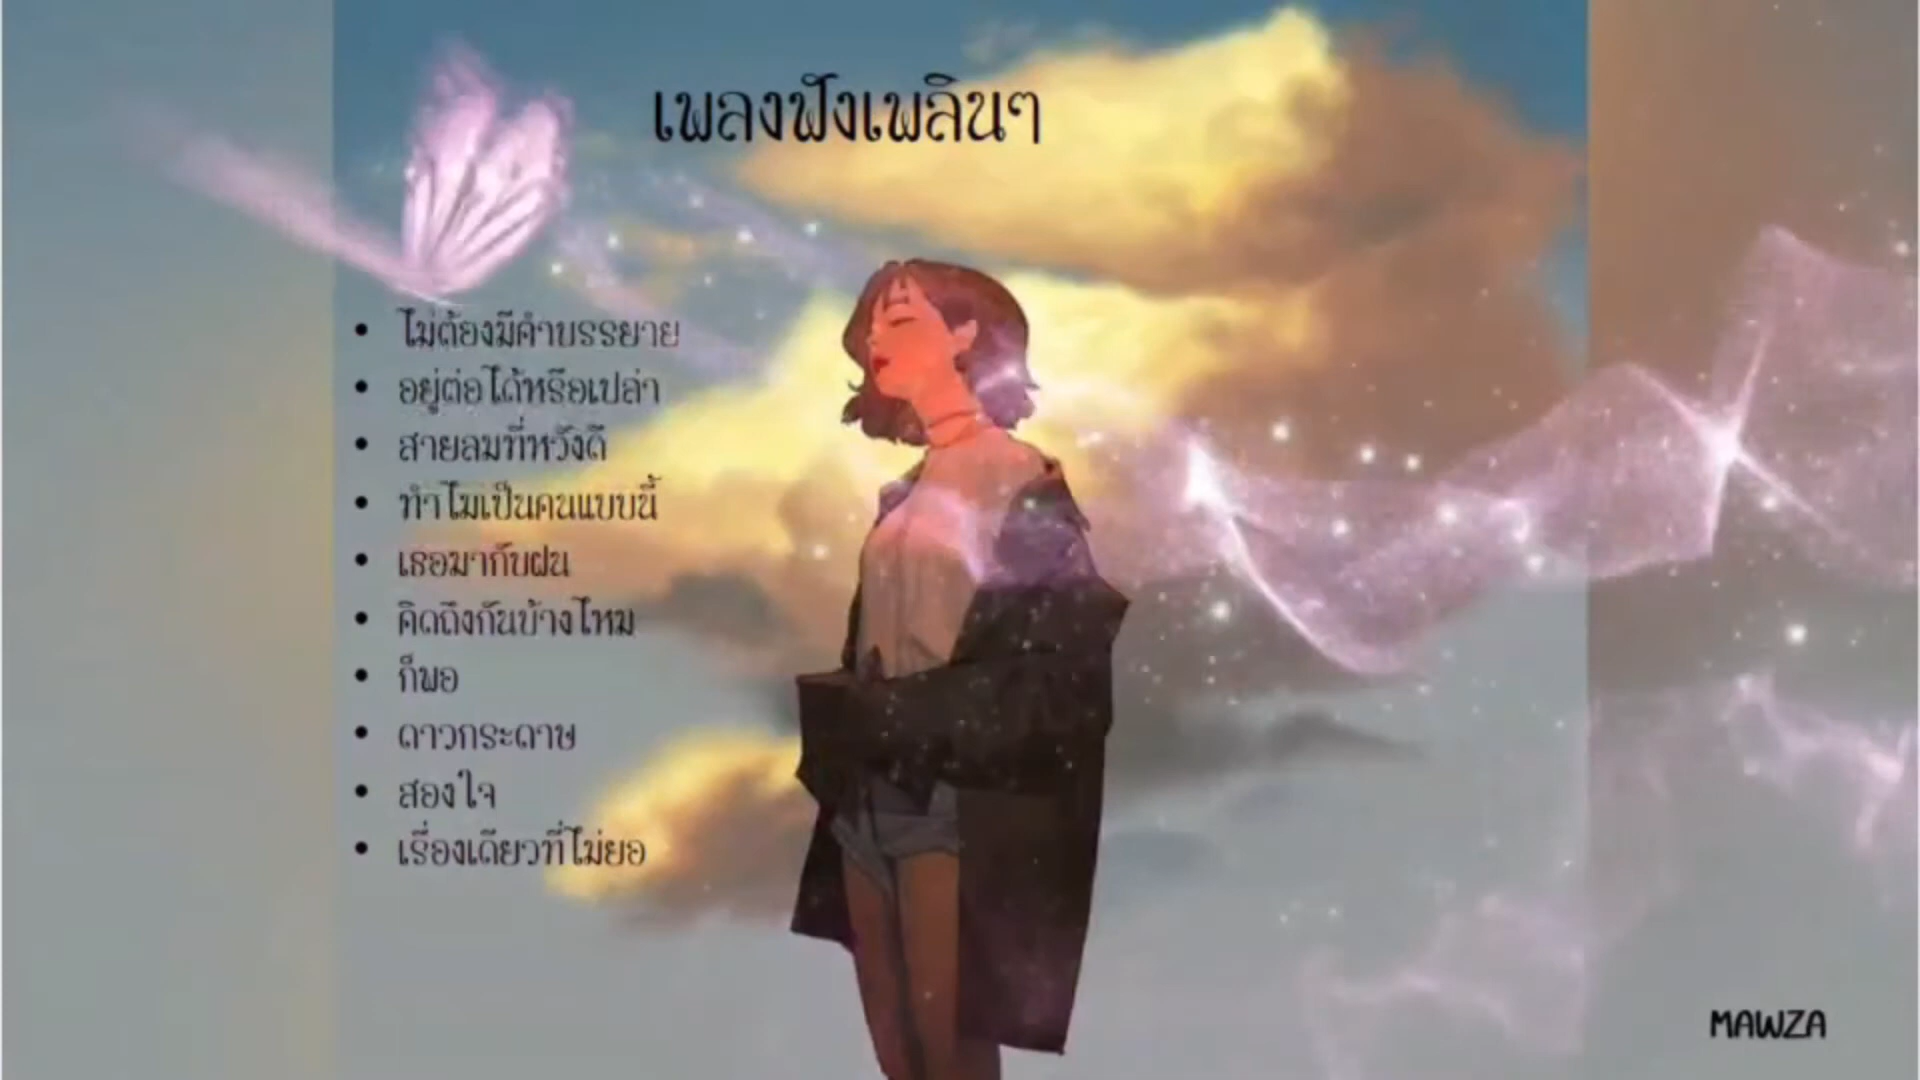 เพลงฟังเพลินๆ
• ไม่ต้องมีคำบรรยาย
• อยู่ต่อได้หรือเปล่า
• สายลมที่หวังดี
• ทำไมเป็นคนแบบนี้
• เธอมากับฝน
• คิดถึงกันบ้างไหม
• ก็พอ
• ดาวกระดาษ
• สองใจ
• เรื่องเดียวที่ไม่ยอ
MAWZA